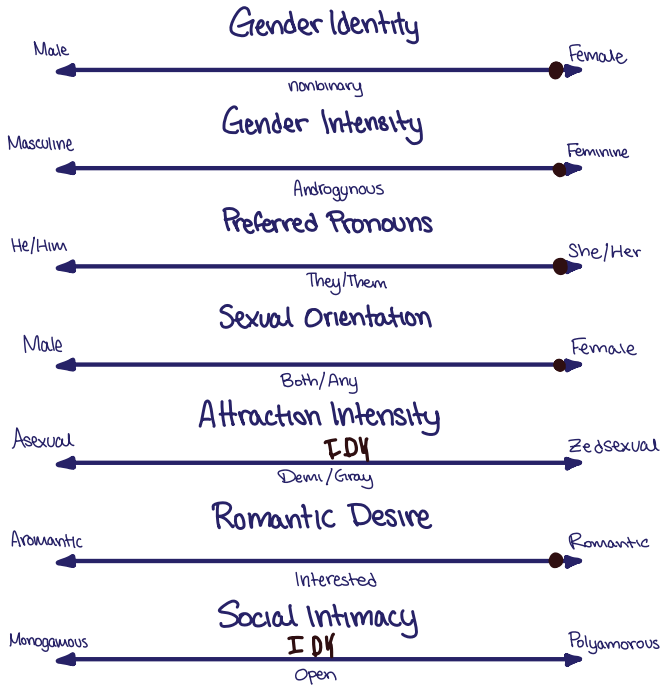 Gender Identity
Male Female
nonbinary
Gender Intensity
Masculine Feminine
Androgynous
Preferred Pronouns
He/Him She/Her
They/Them
Sexual Orientation
Male Female
Both/Any
Attraction Intensity
IDK
Asexual Zedsexual
Demi/Gray
Romantic Desire
Aromantic Romantic
Interested
Social Intimacy
IDK
Monogamous Polyamorous
Open